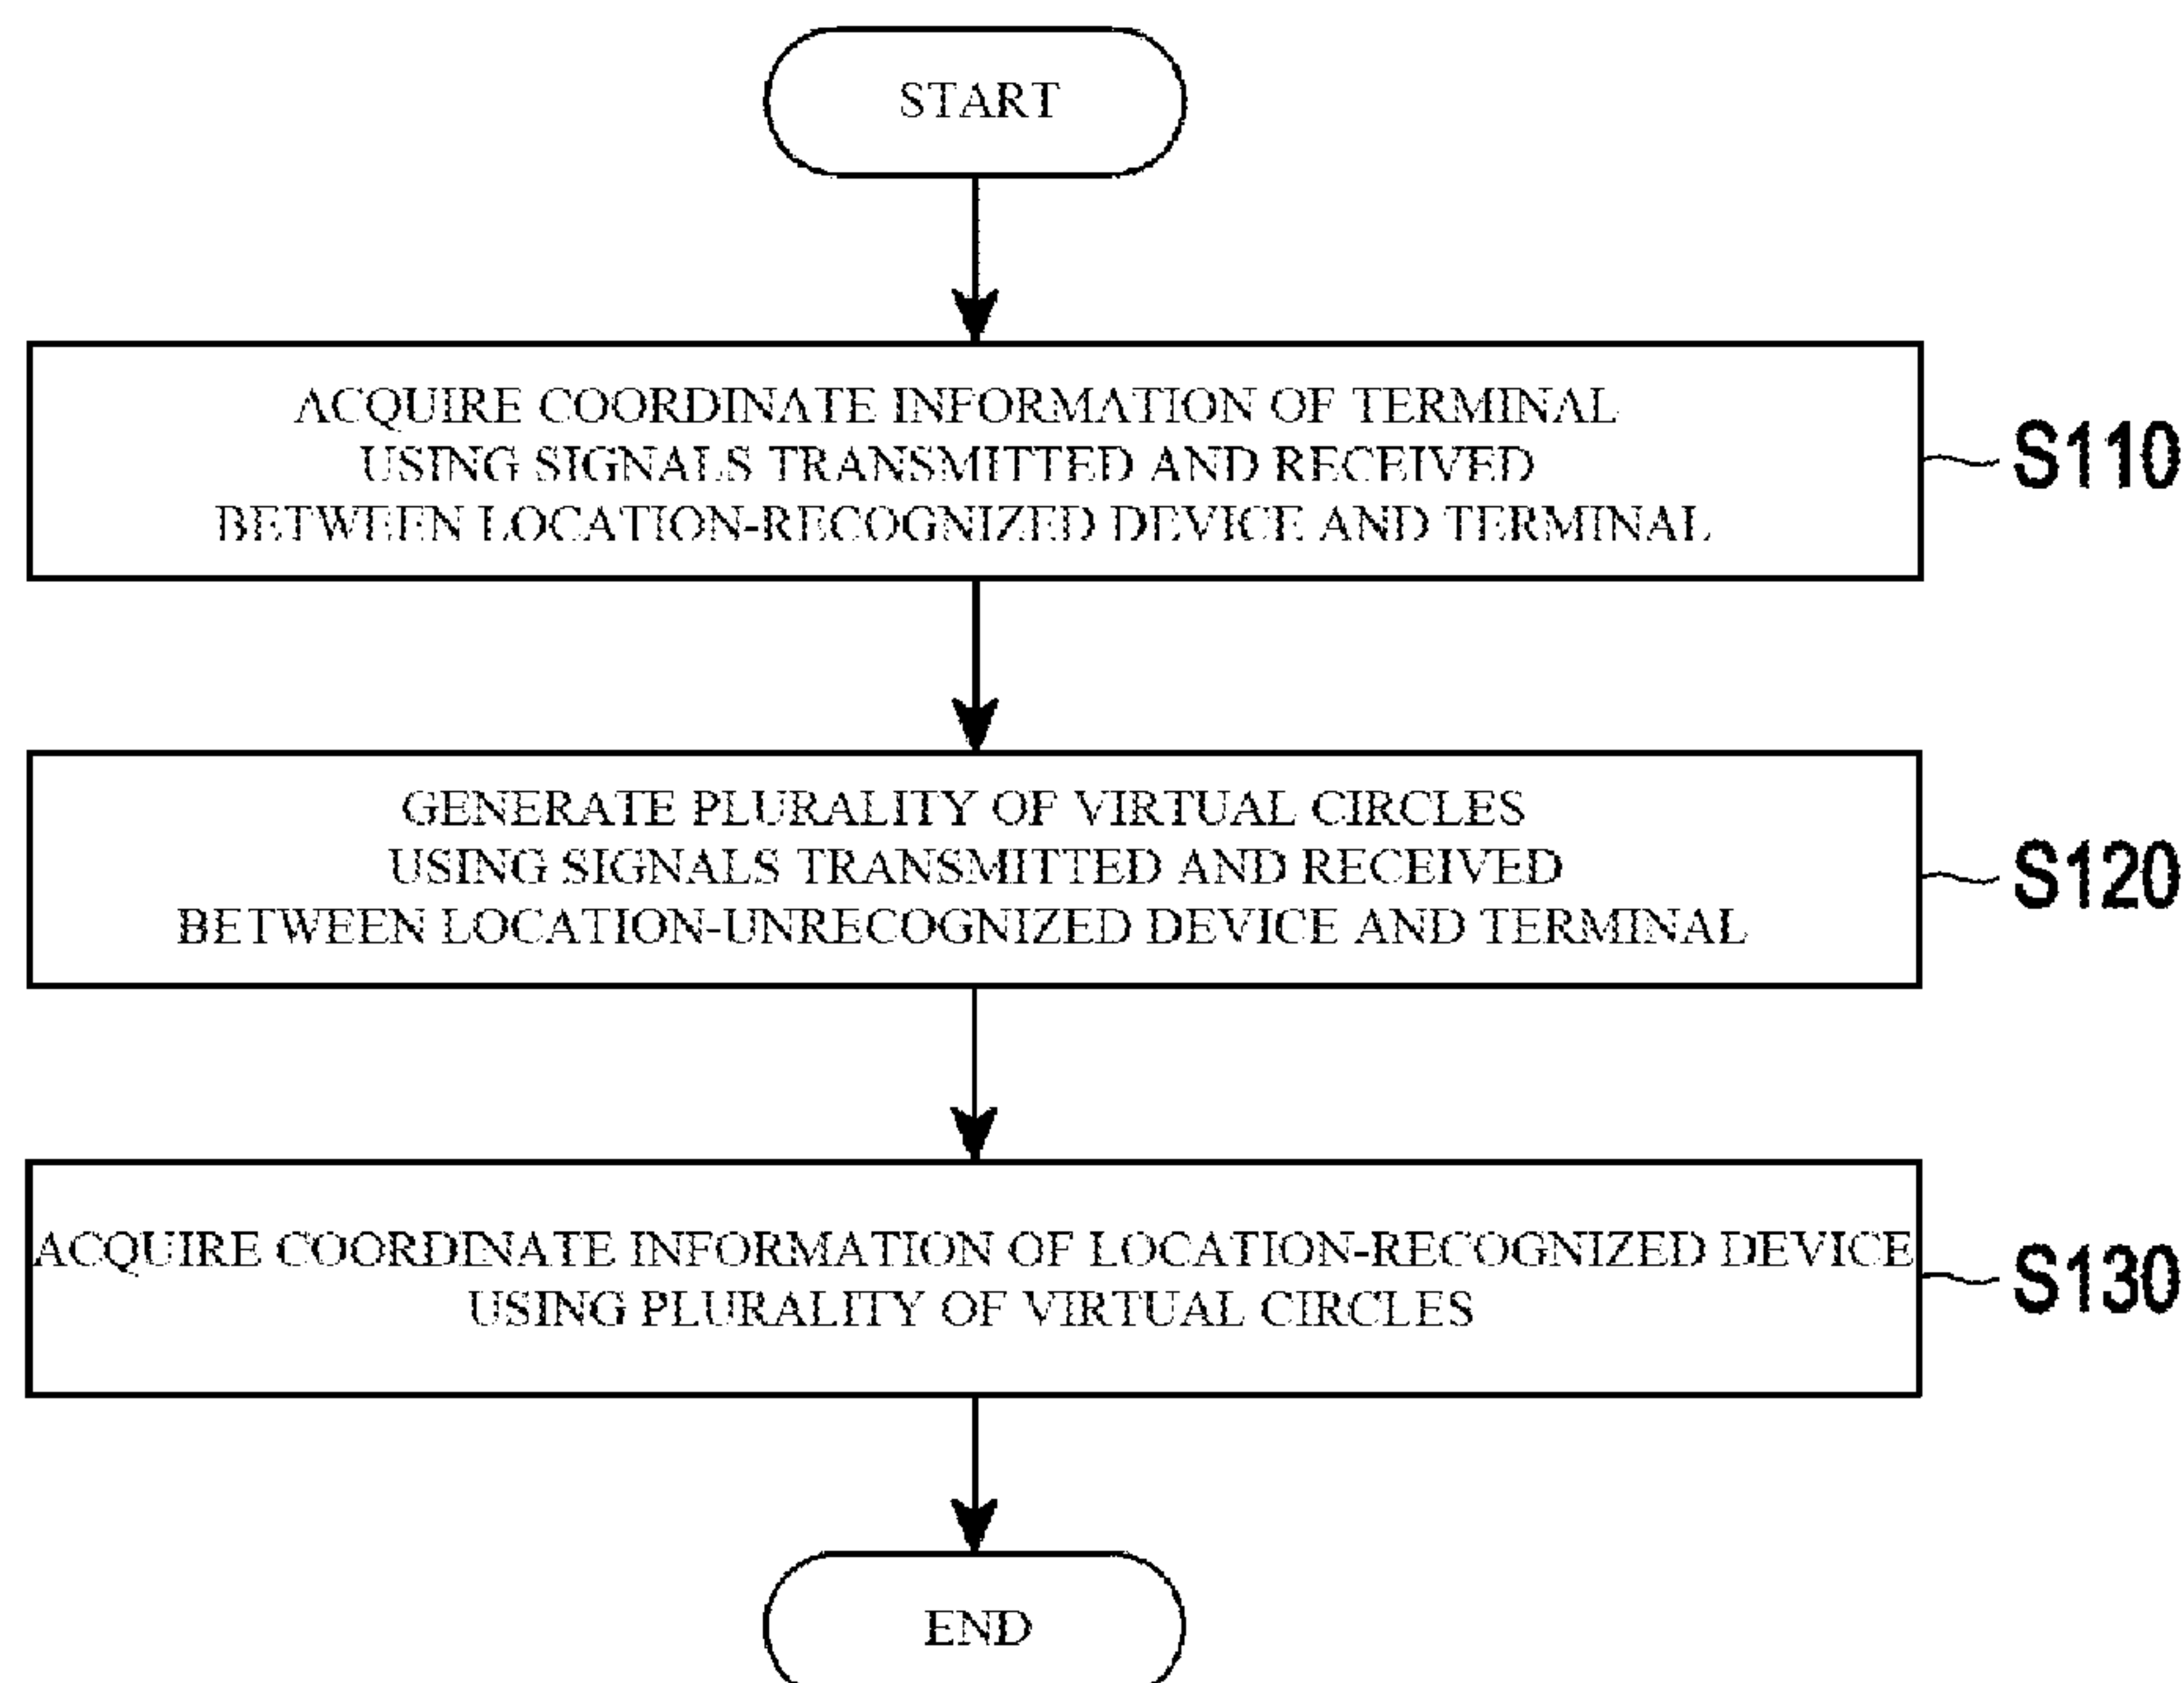 START
ACQUIRE COORDINATE INFORMATION OF TERMINAL
USING SIGNALS TRANSMITTED AND RECEIVED
BETWEEN LOCATION-RECOGNIZED DEVICE AND TERMINAL
S110
GENERATE PLURALITY OF VIRTUAL CIRCLES
USING SIGNALS TRANSMITTED AND RECEIVED
BETWEEN LOCATION-UNRECOGNIZED DEVICE AND TERMINAL
S120
ACQUIRE COORDINATE INFORMATION OF LOCATION-RECOGNIZED DEVICE
USING PLURALITY OF VIRTUAL CIRCLES
S130
END